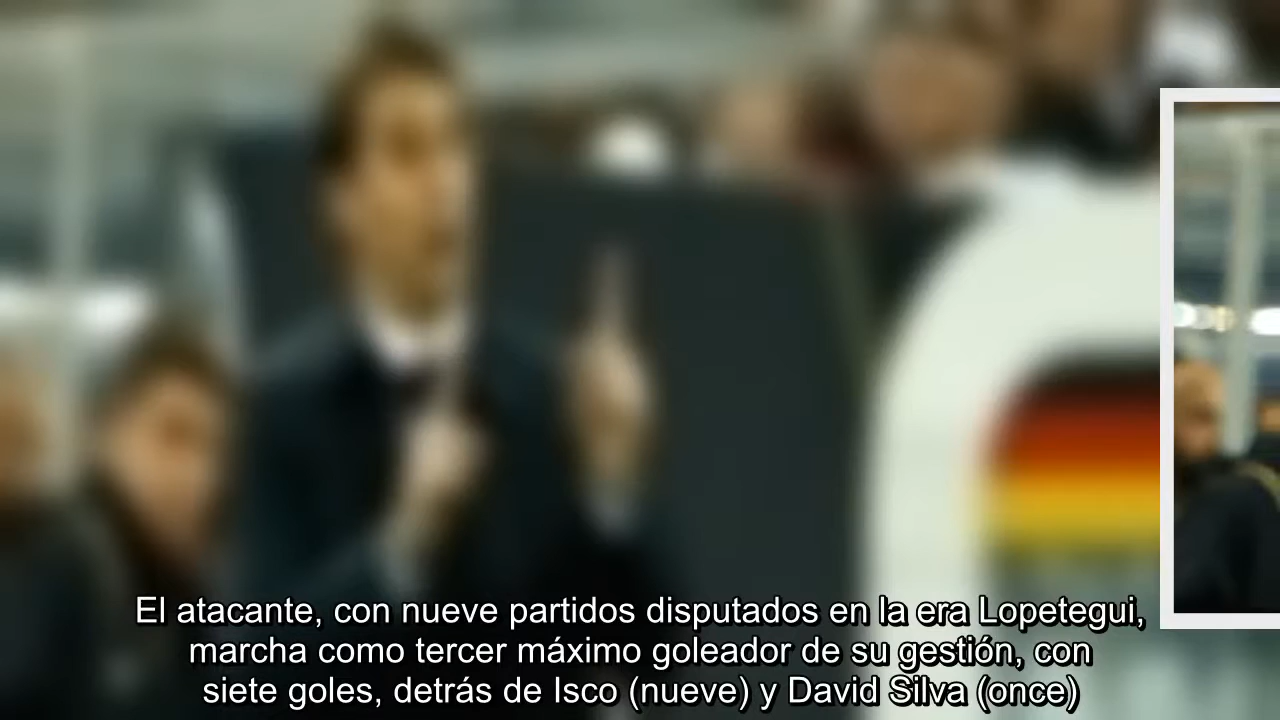 El atacante, con nueve partidos disputados en la era Lopetegui,
marcha como tercer máximo goleador de su gestión, con
siete goles, detrás de Isco (nueve) y David Silva (once)